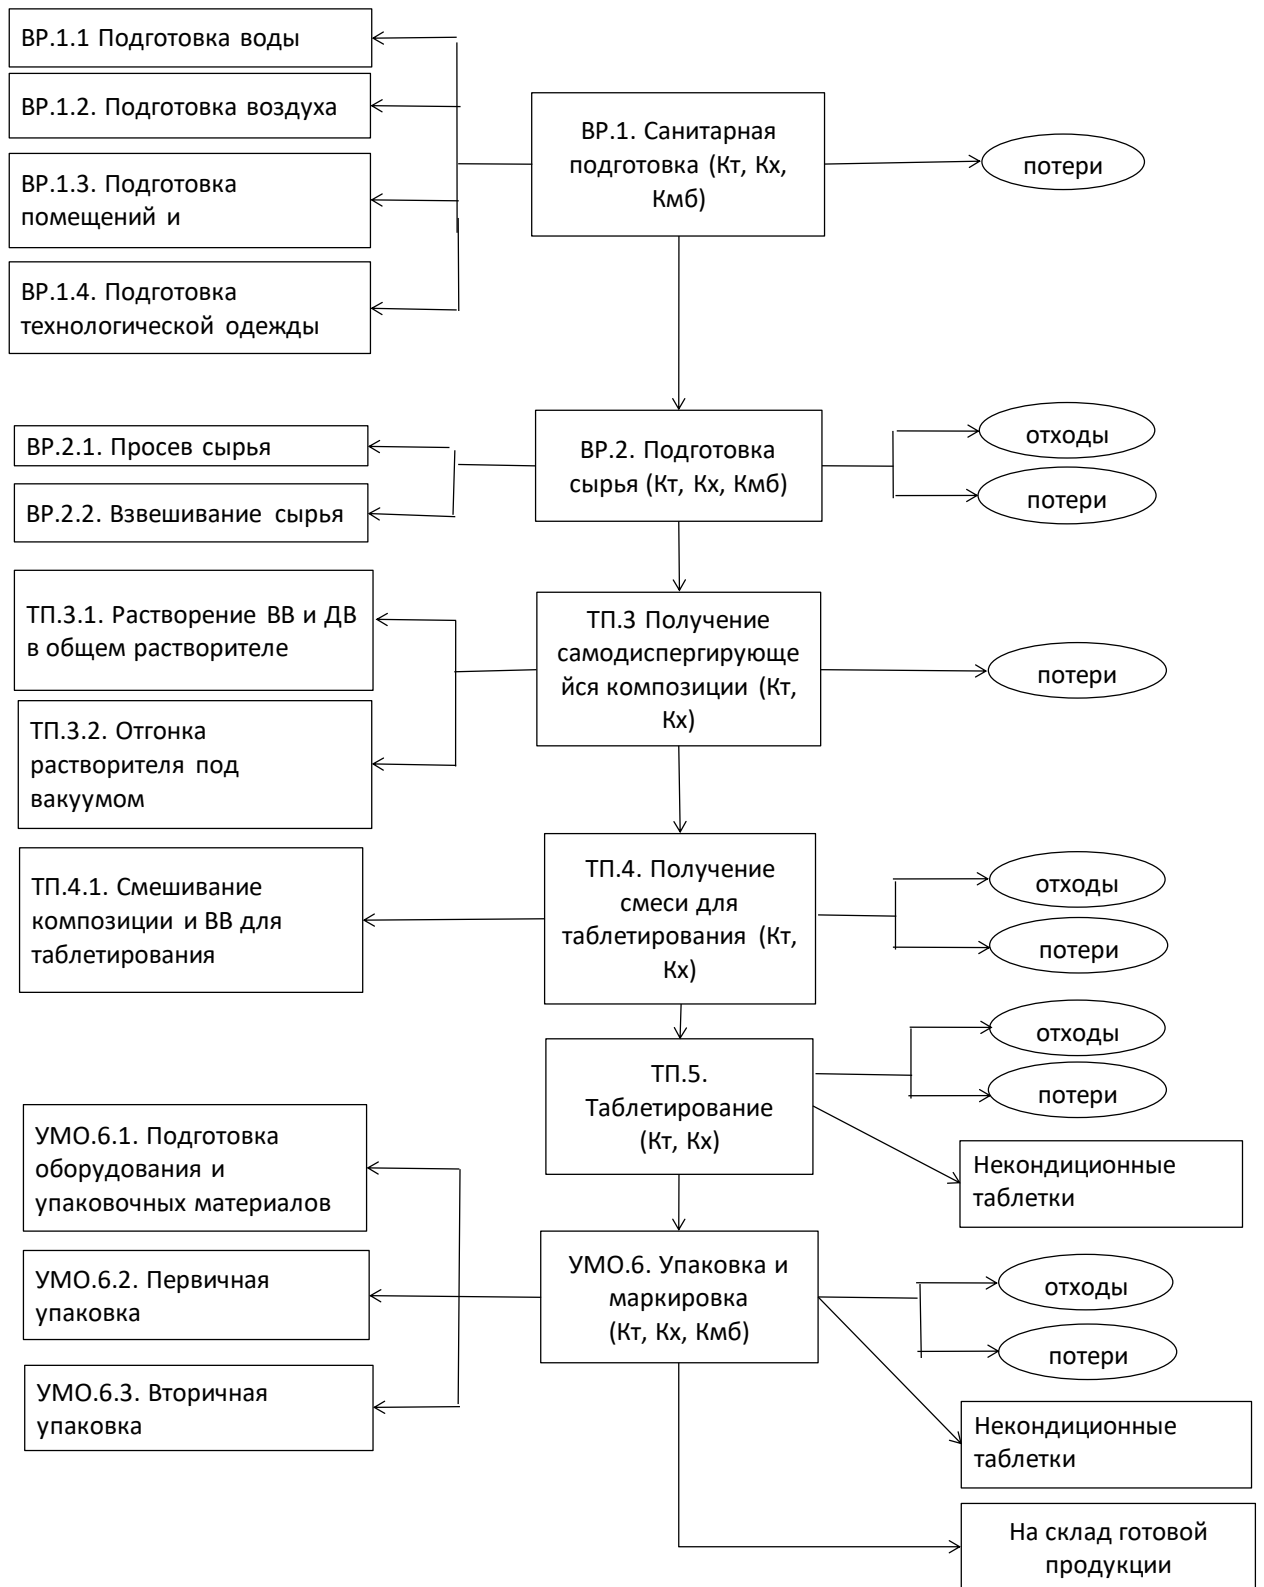 ВР.1.1 Подготовка воды
ВР.1.2. Подготовка воздуха
ВР.1. Санитарная
подготовка (Кт, Кх,
Кмб)
потери
ВР.1.3. Подготовка
помещений и
ВР.1.4. Подготовка
технологической одежды
ВР.2.1. Просев сырья
ВР.2.2. Взвешивание сырья
ВР.2. Подготовка
сырья (Кт, Кх, Кмб)
отходы
потери
ТП.3.1. Растворение ВВ и ДВ
в общем растворителе
ТП.3 Получение
самодиспергирующе
йся композиции (Кт,
Кх)
потери
ТП.3.2. Отгонка
растворителя под
вакуумом
ТП.4.1. Смешивание
композиции и ВВ для
таблетирования
ТП.4. Получение
смеси для
таблетирования (Кт,
Кх)
отходы
потери
ТП.5.
Таблетирование
(Кт, Кх)
отходы
потери
Некондиционные
таблетки
УМО.6.1. Подготовка
оборудования и
упаковочных материалов
УМО.6.2. Первичная
упаковка
УМО.6.3. Вторичная
упаковка
УМО.6. Упаковка и
маркировка
(Кт, Кх, Кмб)
отходы
потери
Некондиционные
таблетки
На склад готовой
продукции